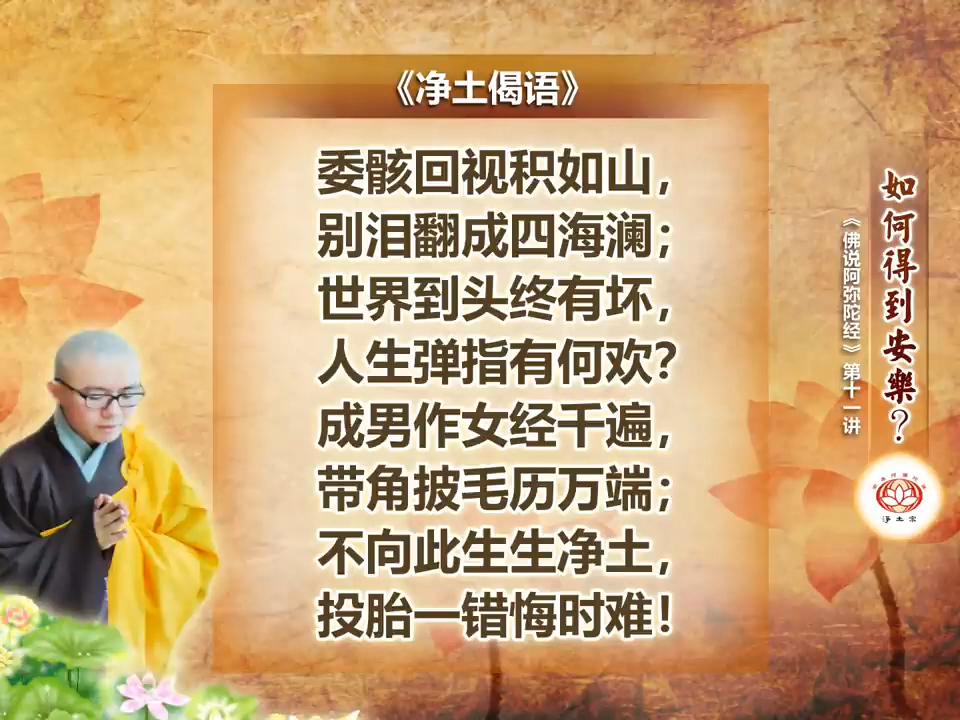 《净土偈语》
委骸回视积如山，
别泪翻成四海澜；
世界到头终有坏，
人生弹指有何欢？
成男作女经千遍，
带角披毛历万端；
不向此生生净土，
投胎一错悔时难！
如何得到安樂？
《佛说阿弥陀经》第十一讲
净土宗